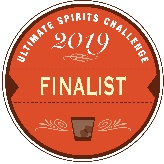 ULTIMATE SPIRITS CHALLENGE
2019
FINALIST